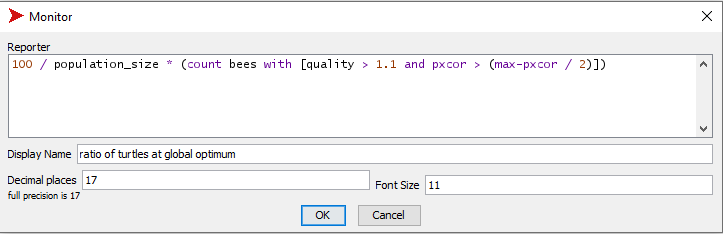 Monitor
Reporter
100 / population_size * (count bees with [quality > 1.1 and pxcor > (max-pxcor / 2)])
Display Name ratio of turtles at global optimum
Decimal places 17 Font Size 11
full precision is 17
OK Cancel